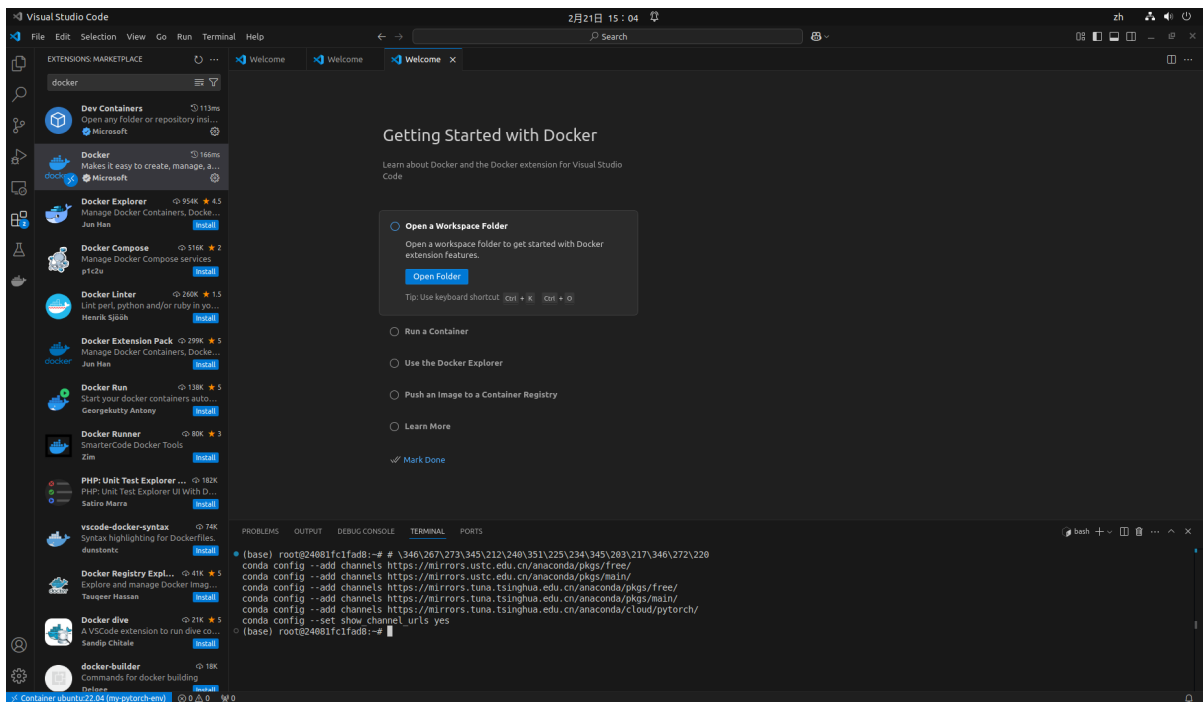 Visual Studio Code
2月21日 15：04
zh
File Edit Selection View Go Run Terminal Help
Search
EXTENSIONS: MARKETPLACE
docker
Dev Containers 113ms
Open any folder or repository insi...
Microsoft
Docker 166ms
Makes it easy to create, manage, a...
Microsoft
Docker Explorer 954K ★ 4.5
Manage Docker Containers, Docke...
Jun Han Install
Docker Compose 516K ★ 2
Manage Docker Compose services
p1c2u Install
Docker Linter 260K ★ 1.5
Lint perl, python and/or ruby in yo...
Henrik Sjööh Install
Docker Extension Pack 299K ★ 5
Manage Docker Containers, Docke...
Jun Han Install
Docker Run 138K ★ 5
Start your docker containers auto...
Georgekutty Antony Install
Docker Runner 80K ★ 3
SmarterCode Docker Tools
Zim Install
PHP: Unit Test Explorer ... 182K
PHP: Unit Test Explorer UI With D...
Satiro Marra Install
vscode-docker-syntax 74K
Syntax highlighting for Dockerfiles.
dunstontc Install
Docker Registry Expl... 41K ★ 5
Explore and manage Docker Imag...
Tauqeer Hassan Install
Docker dive 21K ★ 5
A VSCode extension to run dive co...
Sandip Chitale Install
docker-builder 18K
Commands for docker building
Delgee Install
Welcome Welcome Welcome
Getting Started with Docker
Learn about Docker and the Docker extension for Visual Studio
Code
Open a Workspace Folder
Open a workspace folder to get started with Docker
extension features.
Open Folder
Tip: Use keyboard shortcut Ctrl + K Ctrl + O
Run a Container
Use the Docker Explorer
Push an Image to a Container Registry
Learn More
Mark Done
PROBLEMS OUTPUT DEBUG CONSOLE TERMINAL PORTS
bash
(base) root@24081fc1fad8:~# # \346\267\273\345\212\240\351\225\234\345\203\217\346\272\220
conda config --add channels https://mirrors.ustc.edu.cn/anaconda/pkgs/free/
conda config --add channels https://mirrors.ustc.edu.cn/anaconda/pkgs/main/
conda config --add channels https://mirrors.tuna.tsinghua.edu.cn/anaconda/pkgs/free/
conda config --add channels https://mirrors.tuna.tsinghua.edu.cn/anaconda/pkgs/main/
conda config --add channels https://mirrors.tuna.tsinghua.edu.cn/anaconda/cloud/pytorch/
conda config --set show_channel_urls yes
(base) root@24081fc1fad8:~#
Container ubuntu:22.04 (my-pytorch-env) 0 0 0